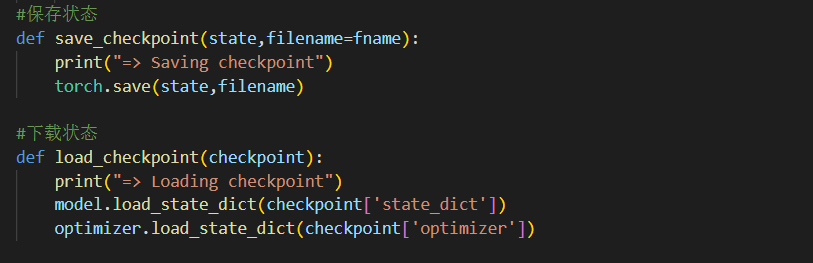 #保存状态
def save_checkpoint(state,filename=fname):
    print("=> Saving checkpoint")
    torch.save(state,filename)
#下载状态
def load_checkpoint(checkpoint):
    print("=> Loading checkpoint")
    model.load_state_dict(checkpoint['state_dict'])
    optimizer.load_state_dict(checkpoint['optimizer'])